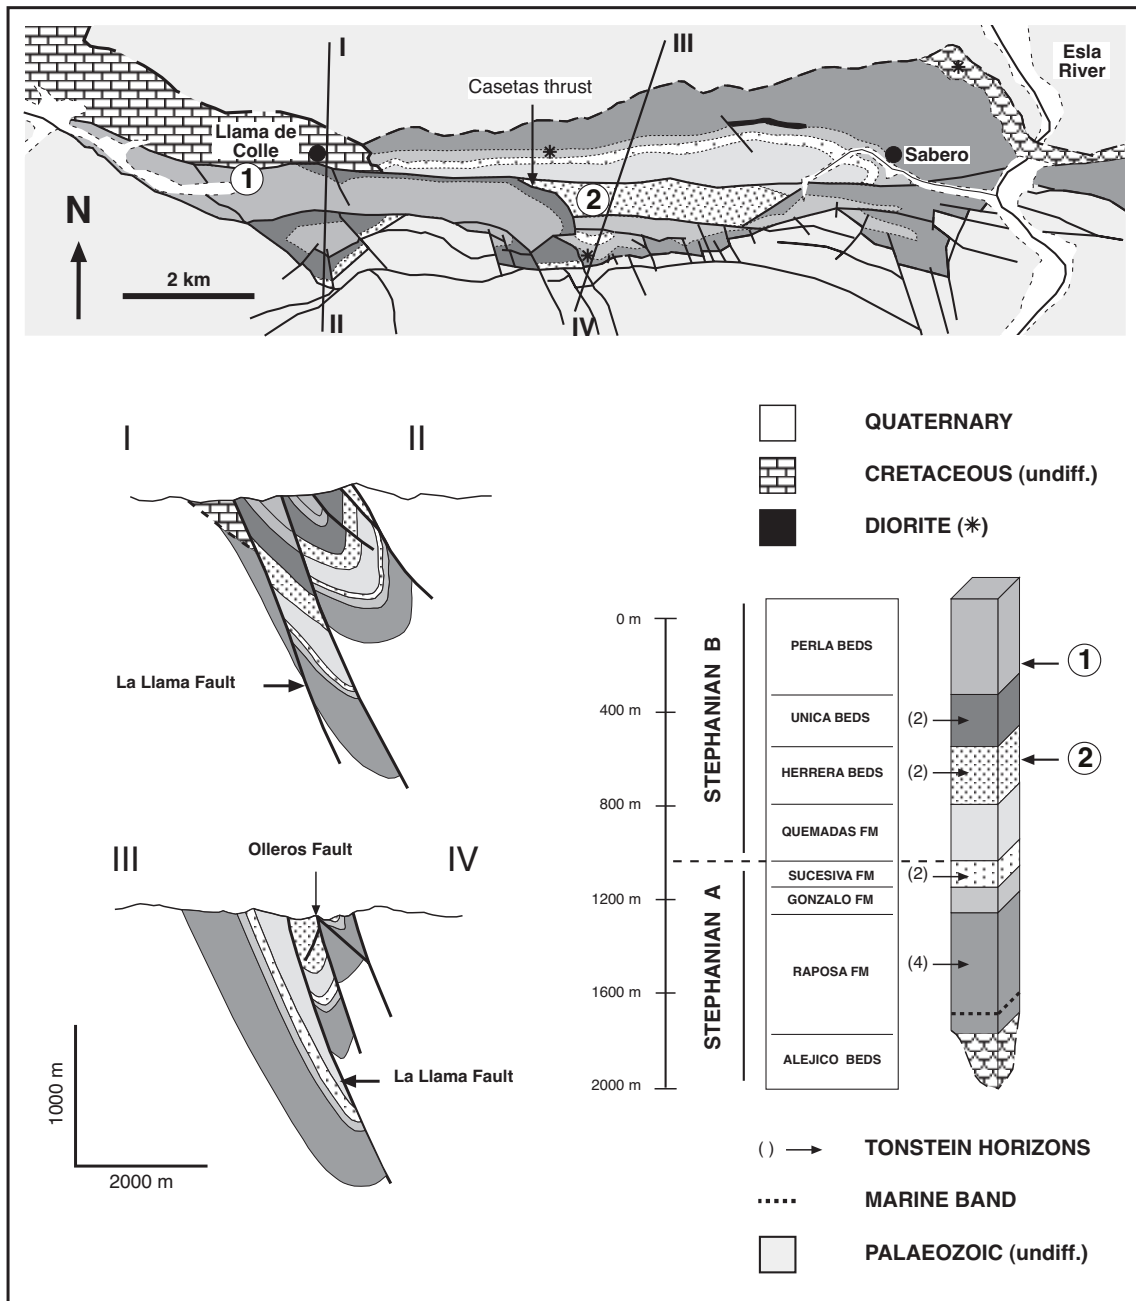 I
III
Esla
River
Casetas thrust
Llama de
Colle
Sabero
1
2
N
2 km
II
IV
I
II
La Llama Fault
QUATERNARY
CRETACEOUS (undiff.)
DIORITE (✳)
Olleros Fault
III
IV
La Llama Fault
1000 m
2000 m
0 m
400 m
800 m
1200 m
1600 m
2000 m
STEPHANIAN B
STEPHANIAN A
PERLA BEDS
UNICA BEDS
HERRERA BEDS
QUEMADAS FM
SUCESIVA FM
GONZALO FM
RAPOSA FM
ALEJICO BEDS
(2)
(2)
(2)
(4)
1
2
( ) → TONSTEIN HORIZONS
MARINE BAND
PALAEOZOIC (undiff.)